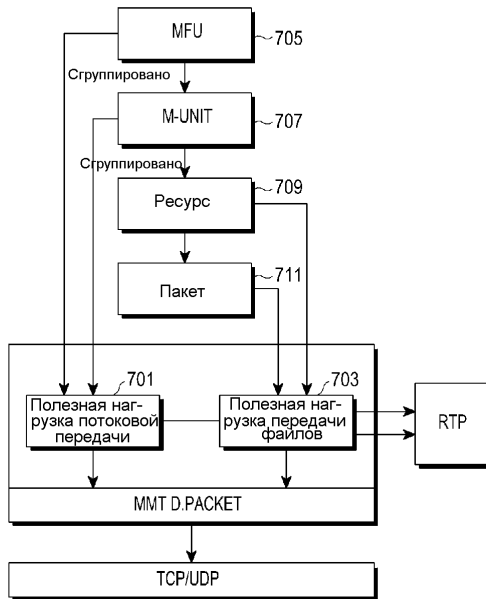 MFU
705
Сгруппировано
M-UNIT
707
Сгруппировано
Ресурс
709
Пакет
711
701
703
Полезная наг-
рузка потоковой
передачи
Полезная наг-
рузка передачи
файлов
RTP
MMT D.PACKET
TCP/UDP